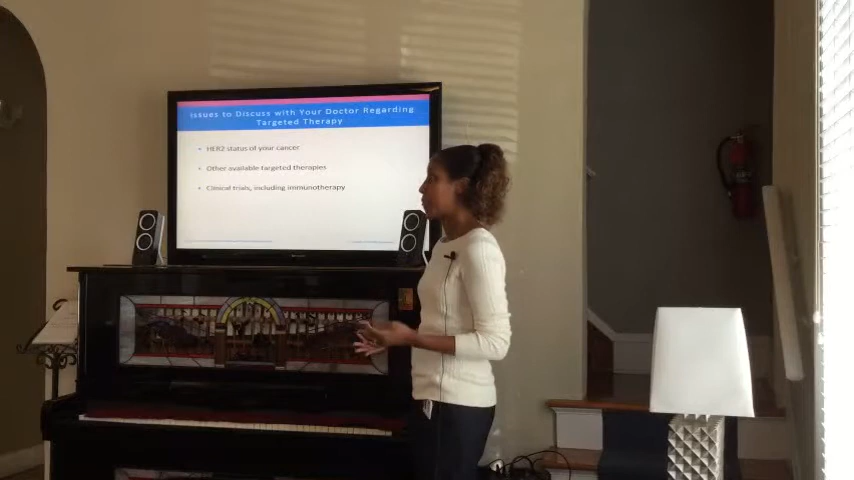 Issues to Discuss with Your Doctor Regarding
Targeted Therapy
• HER2 status of your cancer
• Other available targeted therapies
• Clinical trials, including immunotherapy